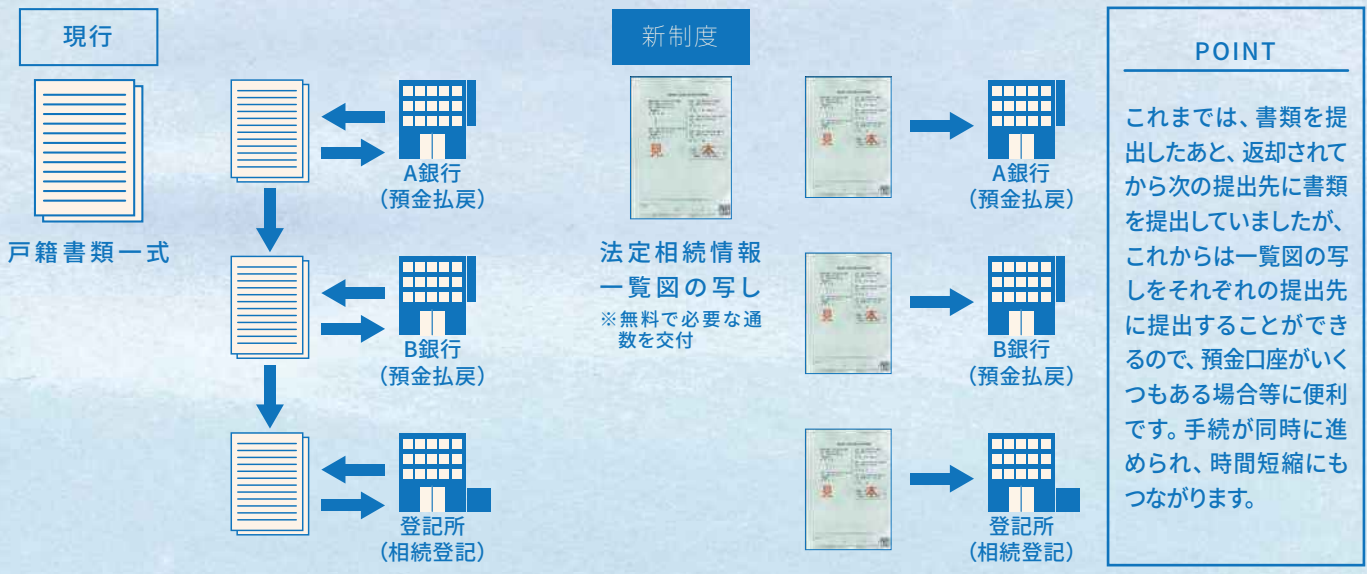 現行
戸籍書類一式
A銀行
(預金払戻)
B銀行
(預金払戻)
登記所
(相続登記)
新制度
見本
法定相続情報
一覧図の写し
※無料で必要な通
数を交付
見本
A銀行
(預金払戻)
見本
B銀行
(預金払戻)
見本
登記所
(相続登記)
POINT
これまでは、書類を提
出したあと、返却されて
から次の提出先に書類
を提出していましたが、
これからは一覧図の写
しをそれぞれの提出先
に提出することができ
るので、預金口座がいく
つもある場合等に便利
です。手続が同時に進
められ、時間短縮にも
つながります。